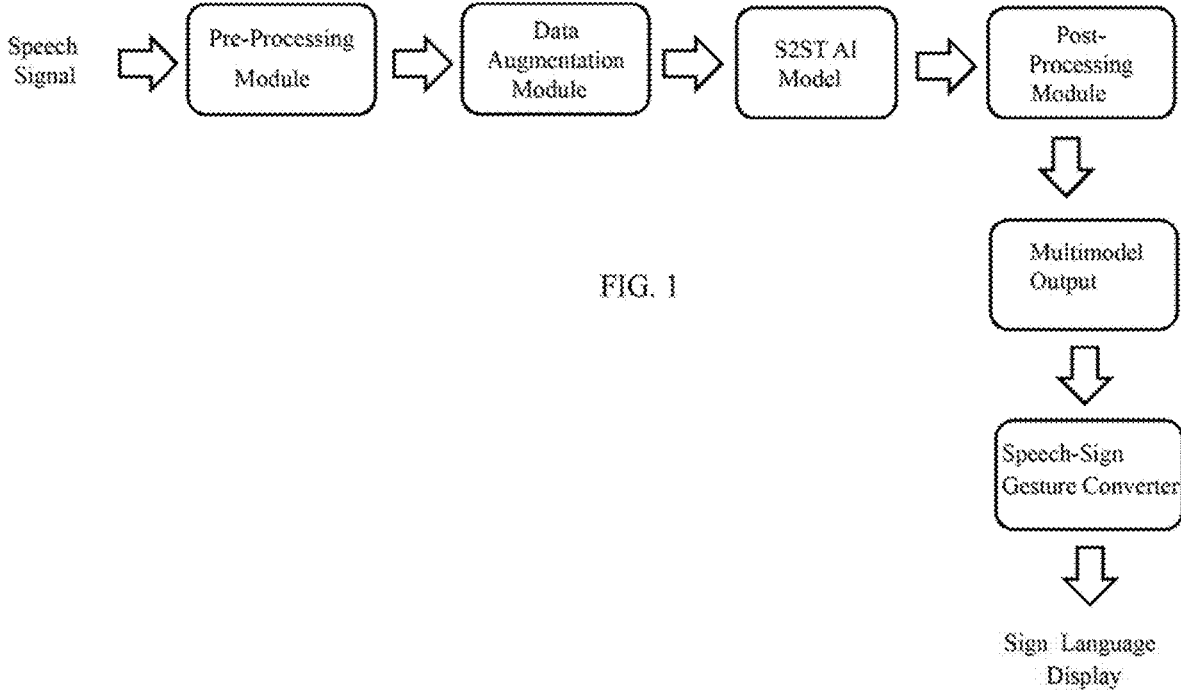 Speech
Signal
Pre-Processing
Module
Data
Augmentation
Module
S2ST AI
Model
Post-
Processing
Module
Multimodel
Output
FIG. 1
Speech-Sign
Gesture Converter
Sign Language
Display